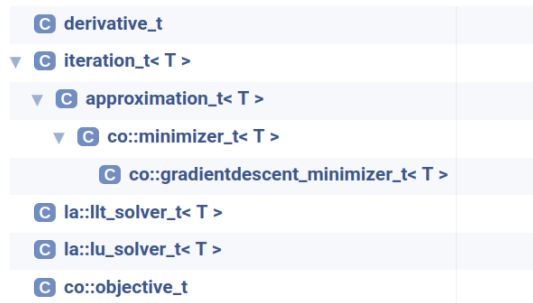 C derivative_t
▼ C iteration_t< T >
▼ C approximation_t< T >
▼ C co::minimizer_t< T >
C co::gradientdescent_minimizer_t< T >
C la::llt_solver_t< T >
C la::lu_solver_t< T >
C co::objective_t